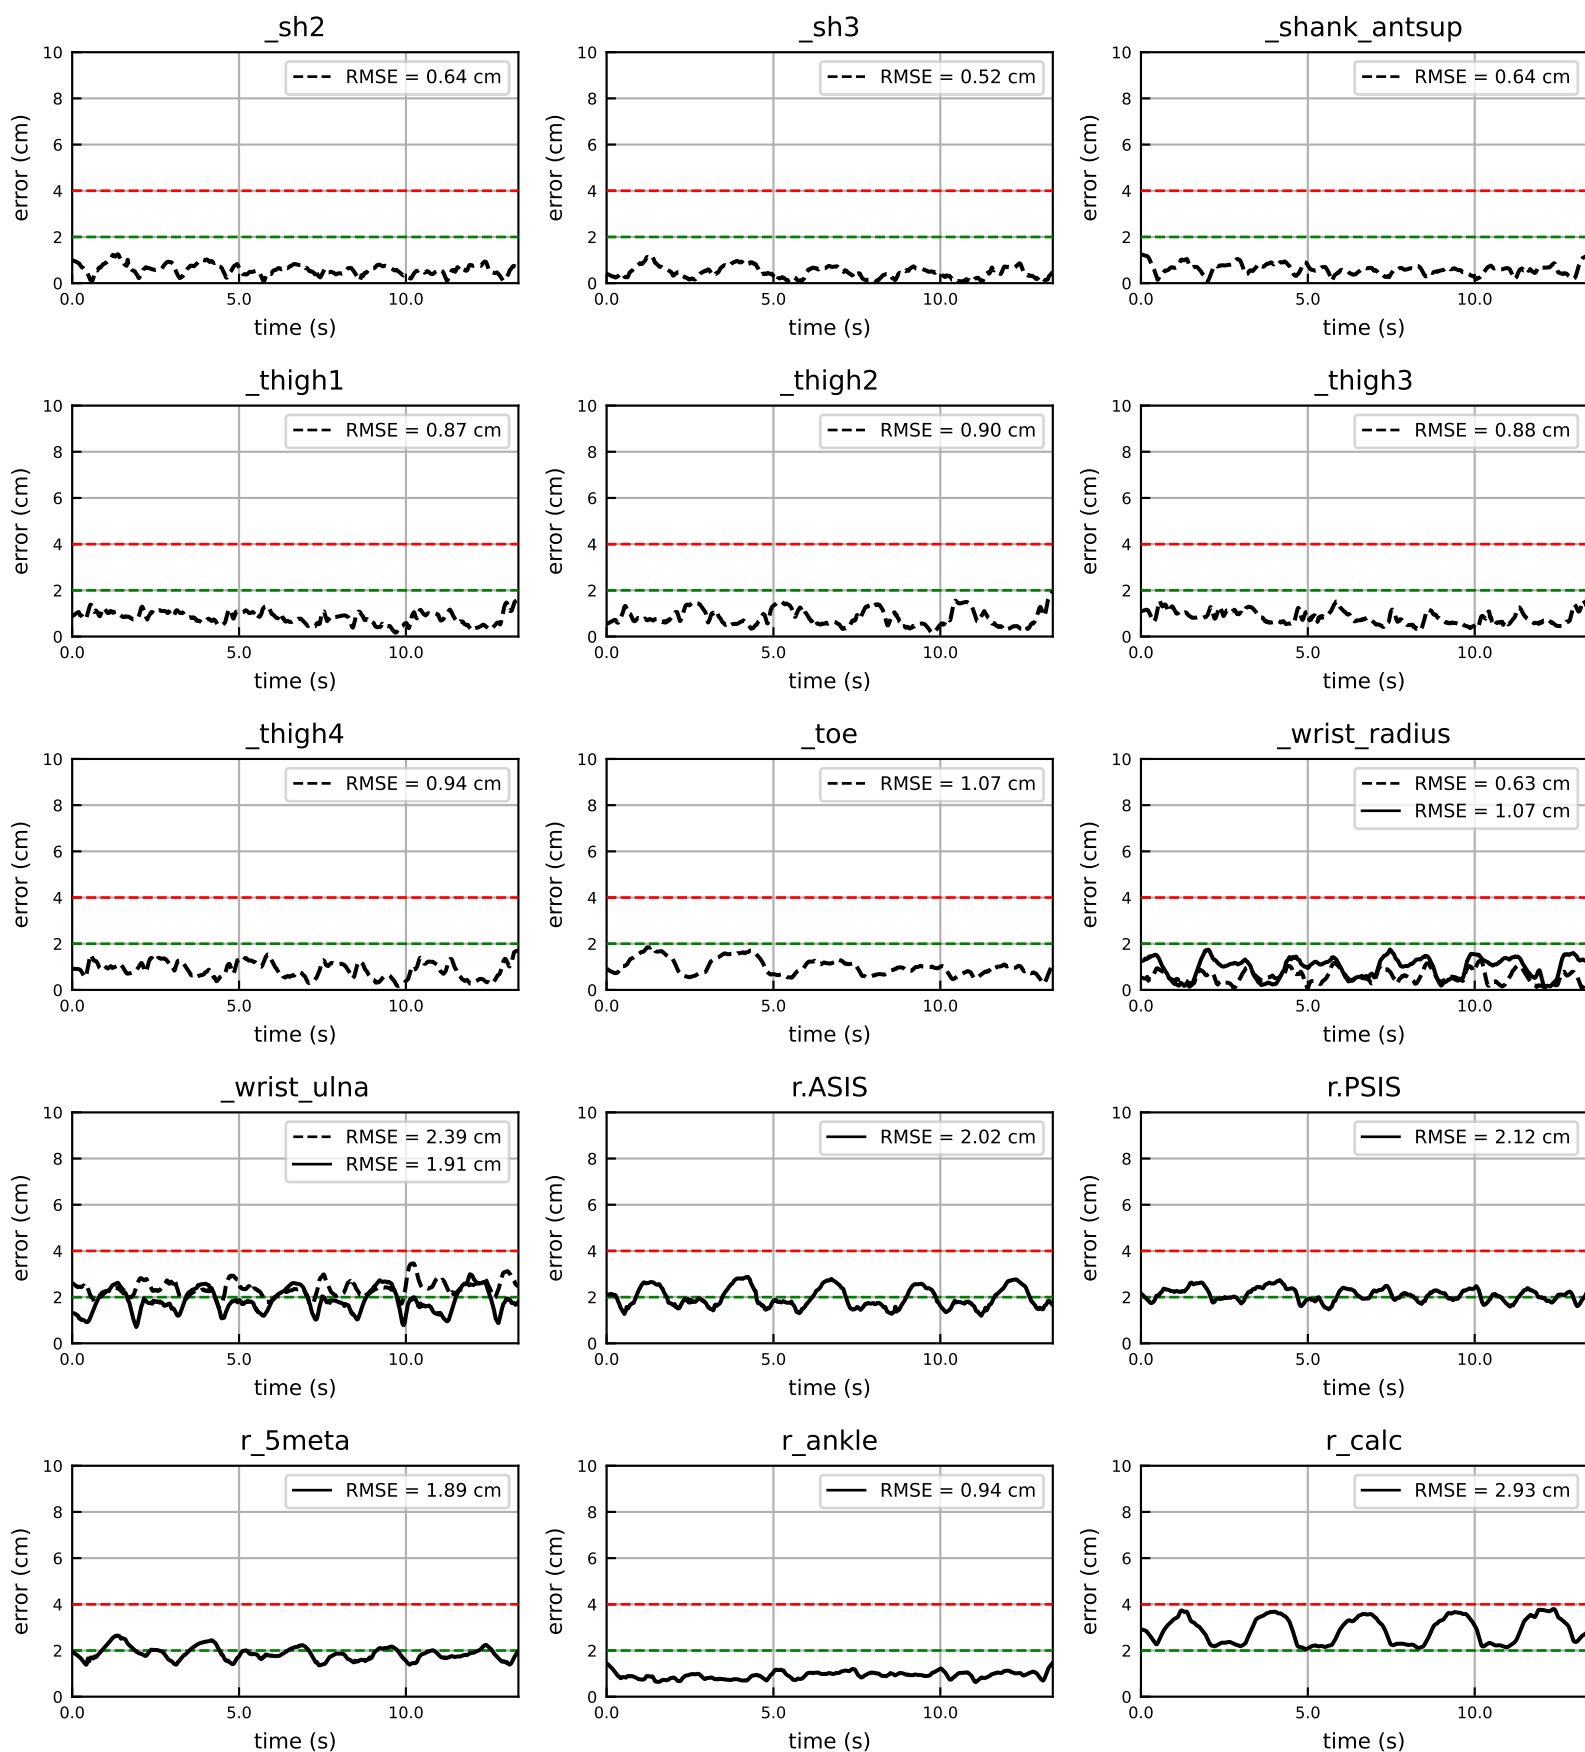 _sh2
10
8
6
4
2
0
error (cm)
RMSE = 0.64 cm
0.0 5.0 10.0
time (s)
_sh3
10
8
6
4
2
0
error (cm)
RMSE = 0.52 cm
0.0 5.0 10.0
time (s)
_shank_antsup
10
8
6
4
2
0
error (cm)
RMSE = 0.64 cm
0.0 5.0 10.0
time (s)
_thigh1
10
8
6
4
2
0
error (cm)
RMSE = 0.87 cm
0.0 5.0 10.0
time (s)
_thigh2
10
8
6
4
2
0
error (cm)
RMSE = 0.90 cm
0.0 5.0 10.0
time (s)
_thigh3
10
8
6
4
2
0
error (cm)
RMSE = 0.88 cm
0.0 5.0 10.0
time (s)
_thigh4
10
8
6
4
2
0
error (cm)
RMSE = 0.94 cm
0.0 5.0 10.0
time (s)
_toe
10
8
6
4
2
0
error (cm)
RMSE = 1.07 cm
0.0 5.0 10.0
time (s)
_wrist_radius
10
8
6
4
2
0
error (cm)
RMSE = 0.63 cm
RMSE = 1.07 cm
0.0 5.0 10.0
time (s)
_wrist_ulna
10
8
6
4
2
0
error (cm)
RMSE = 2.39 cm
RMSE = 1.91 cm
0.0 5.0 10.0
time (s)
r.ASIS
10
8
6
4
2
0
error (cm)
RMSE = 2.02 cm
0.0 5.0 10.0
time (s)
r.PSIS
10
8
6
4
2
0
error (cm)
RMSE = 2.12 cm
0.0 5.0 10.0
time (s)
r_5meta
10
8
6
4
2
0
error (cm)
RMSE = 1.89 cm
0.0 5.0 10.0
time (s)
r_ankle
10
8
6
4
2
0
error (cm)
RMSE = 0.94 cm
0.0 5.0 10.0
time (s)
r_calc
10
8
6
4
2
0
error (cm)
RMSE = 2.93 cm
0.0 5.0 10.0
time (s)